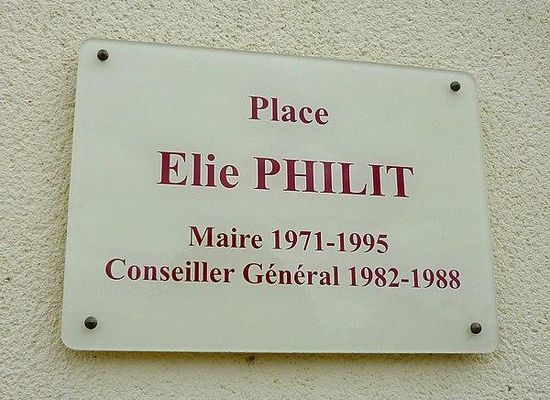 Place
Elie PHILIT
Maire 1971-1995
Conseiller Général 1982-1988